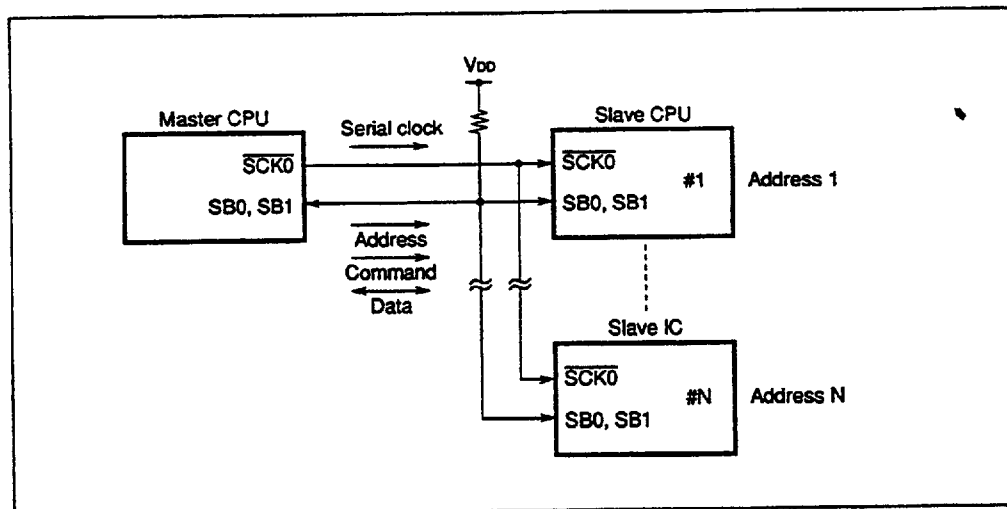 VDD
Master CPU
Serial clock
Slave CPU
SCK0
SCK0
#1
Address 1
SB0, SB1
SB0, SB1
Address
Command
Data
Slave IC
SCK0
#N
Address N
SB0, SB1